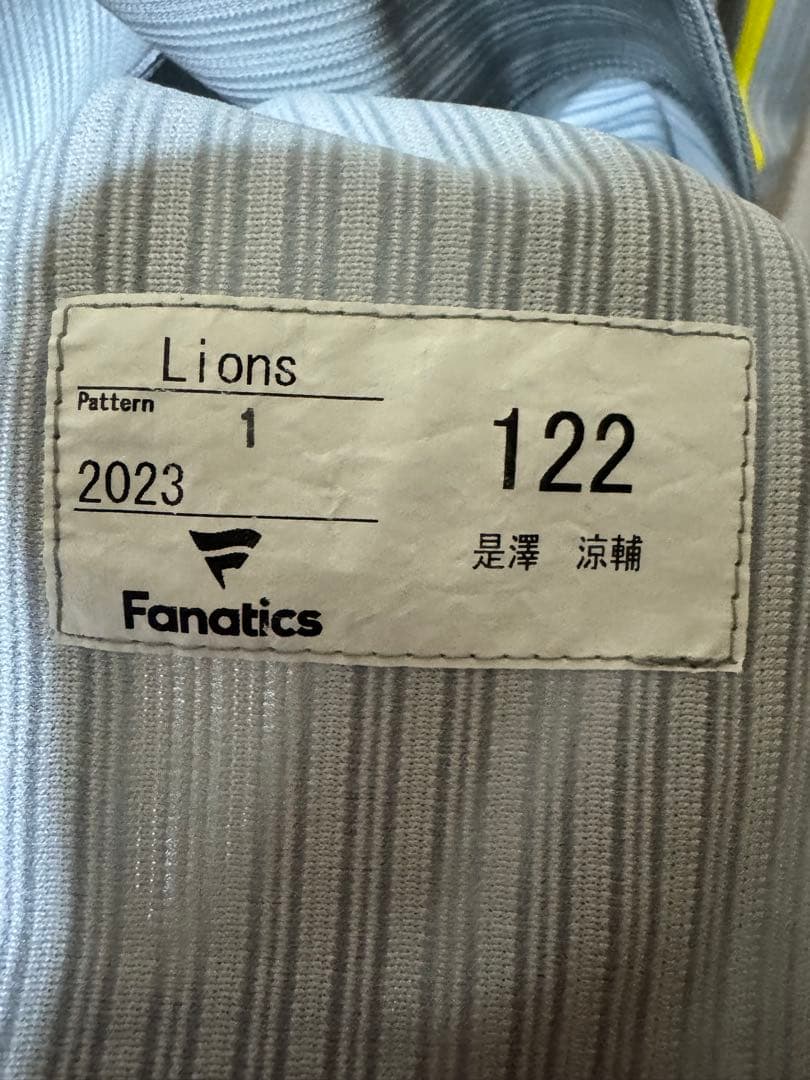 Lions
Pattern
1
2023
Fanatics
122
是澤 涼輔